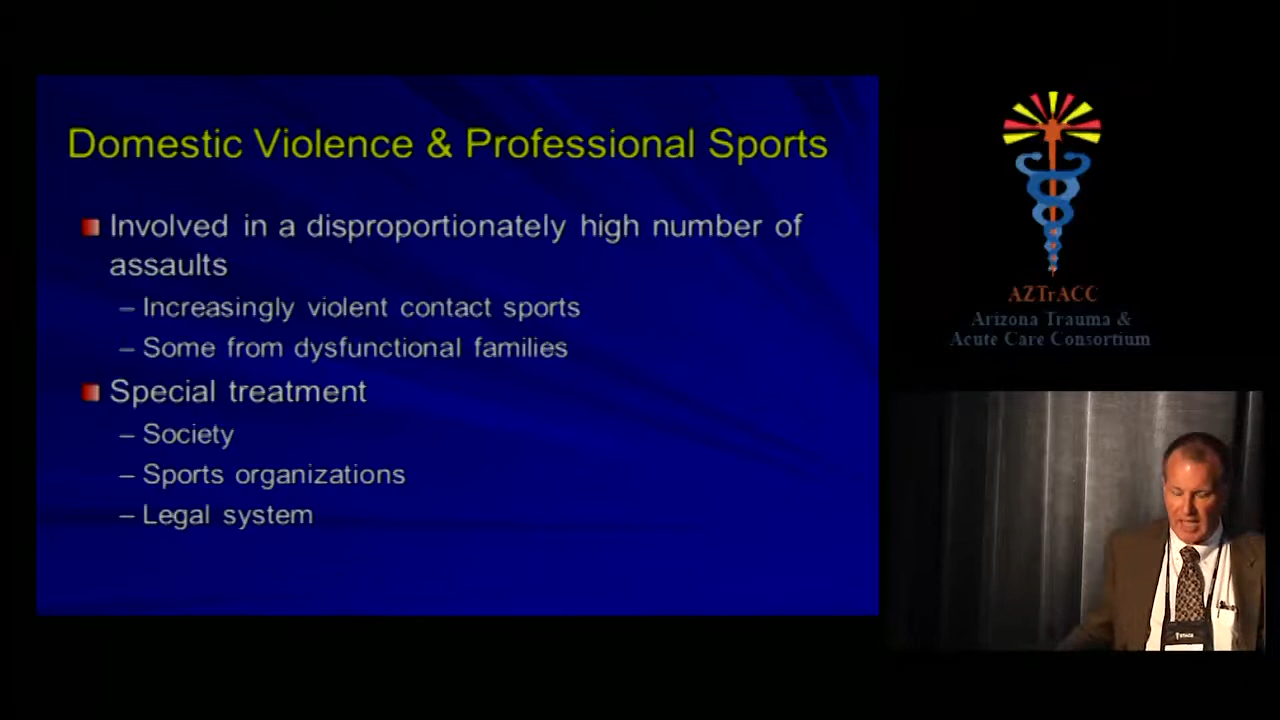 Domestic Violence & Professional Sports
Involved in a disproportionately high number of
assaults
– Increasingly violent contact sports
– Some from dysfunctional families
Special treatment
– Society
– Sports organizations
– Legal system
AZTrACC
Arizona Trauma &
Acute Care Consortium